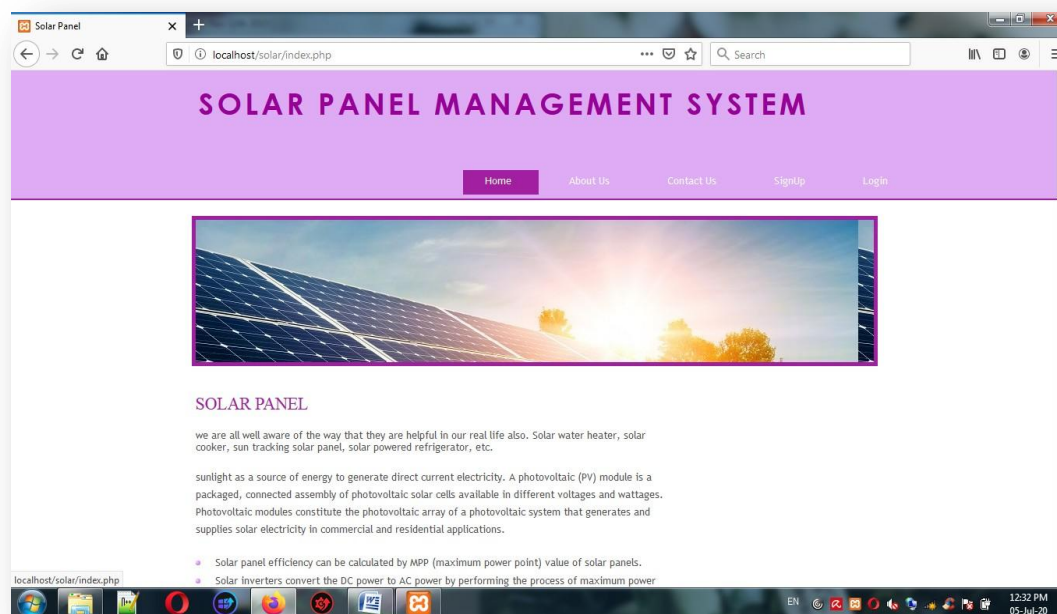 Solar Panel
localhost/solar/index.php
Search
SOLAR PANEL MANAGEMENT SYSTEM
Home About Us Contact Us SignUp Login
SOLAR PANEL
we are all well aware of the way that they are helpful in our real life also. Solar water heater, solar
cooker, sun tracking solar panel, solar powered refrigerator, etc.
sunlight as a source of energy to generate direct current electricity. A photovoltaic (PV) module is a
packaged, connected assembly of photovoltaic solar cells available in different voltages and wattages.
Photovoltaic modules constitute the photovoltaic array of a photovoltaic system that generates and
supplies solar electricity in commercial and residential applications.
Solar panel efficiency can be calculated by MPP (maximum power point) value of solar panels.
Solar inverters convert the DC power to AC power by performing the process of maximum power
localhost/solar/index.php
EN
12:32 PM
05-Jul-20